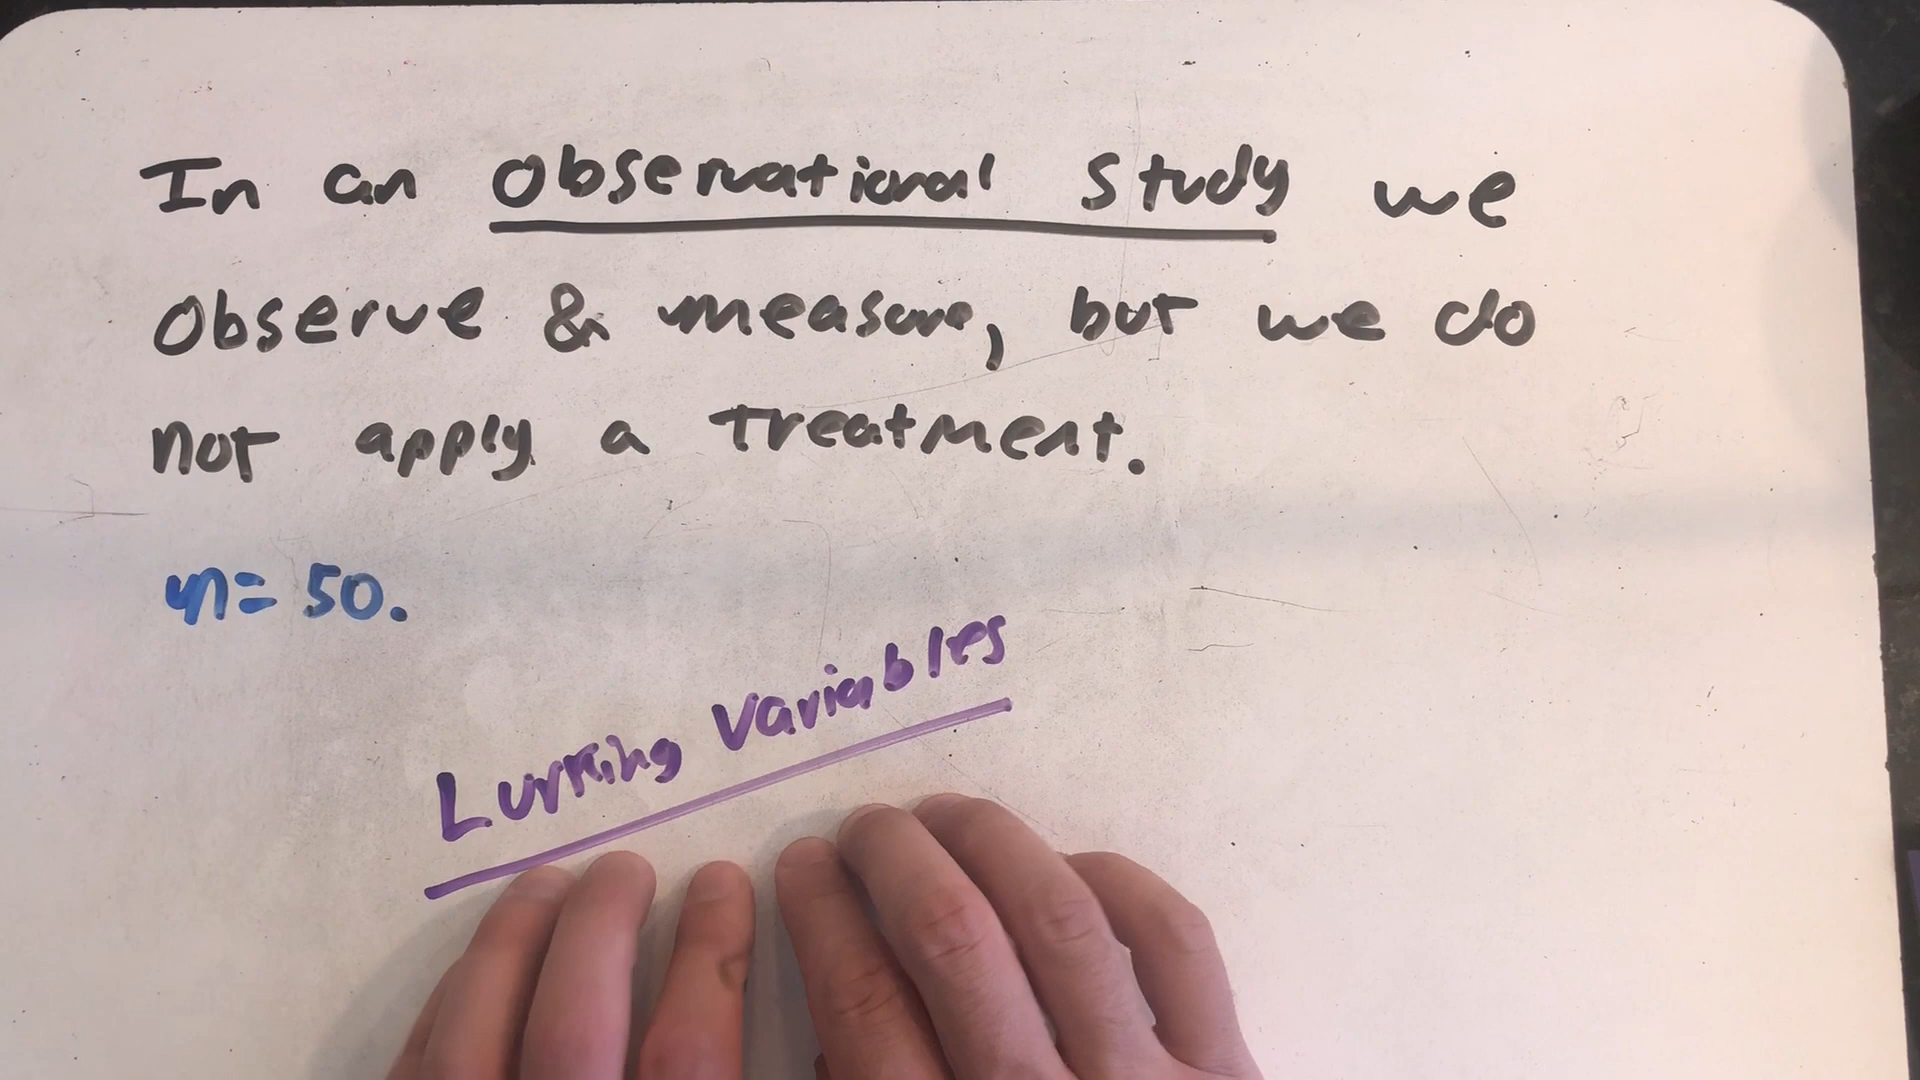 In an observational study we
observe & measure, but we do
not apply a treatment.
n= 50.
Lurking Variables